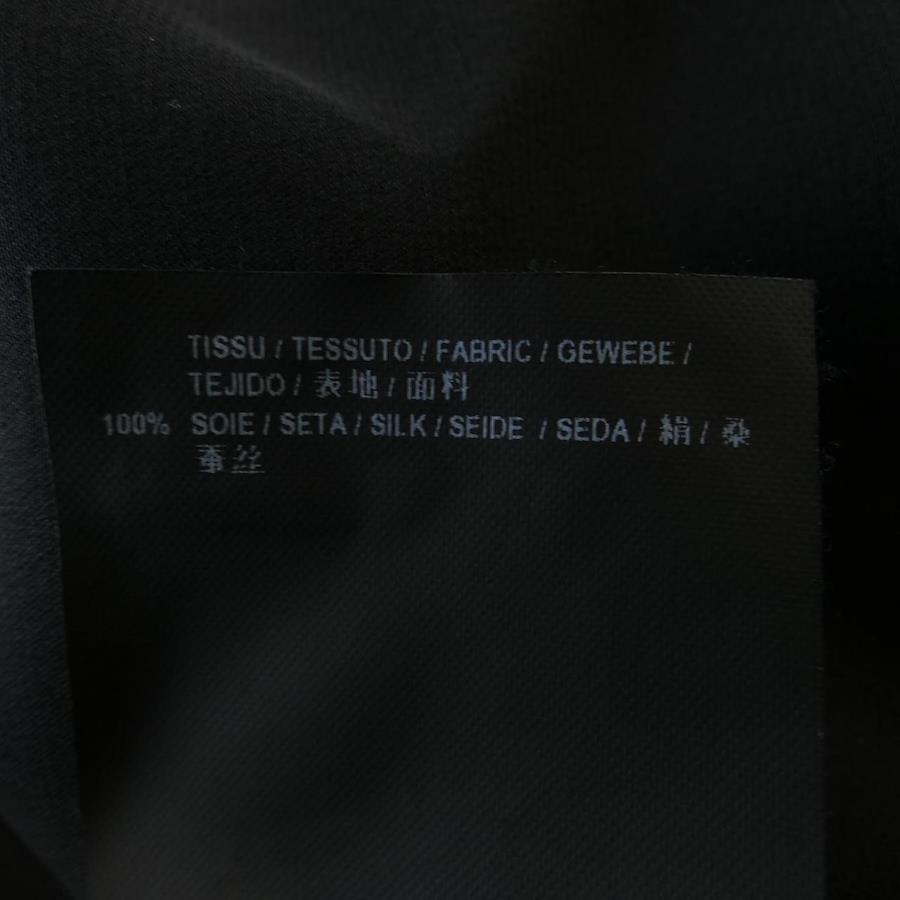 TISSU / TESSUTO / FABRIC / GEWEBE /
TEJIDO / 表地 / 面料
100% SOIE / SETA / SILK / SEIDE / SEDA / 絹 / 桑
蚕丝